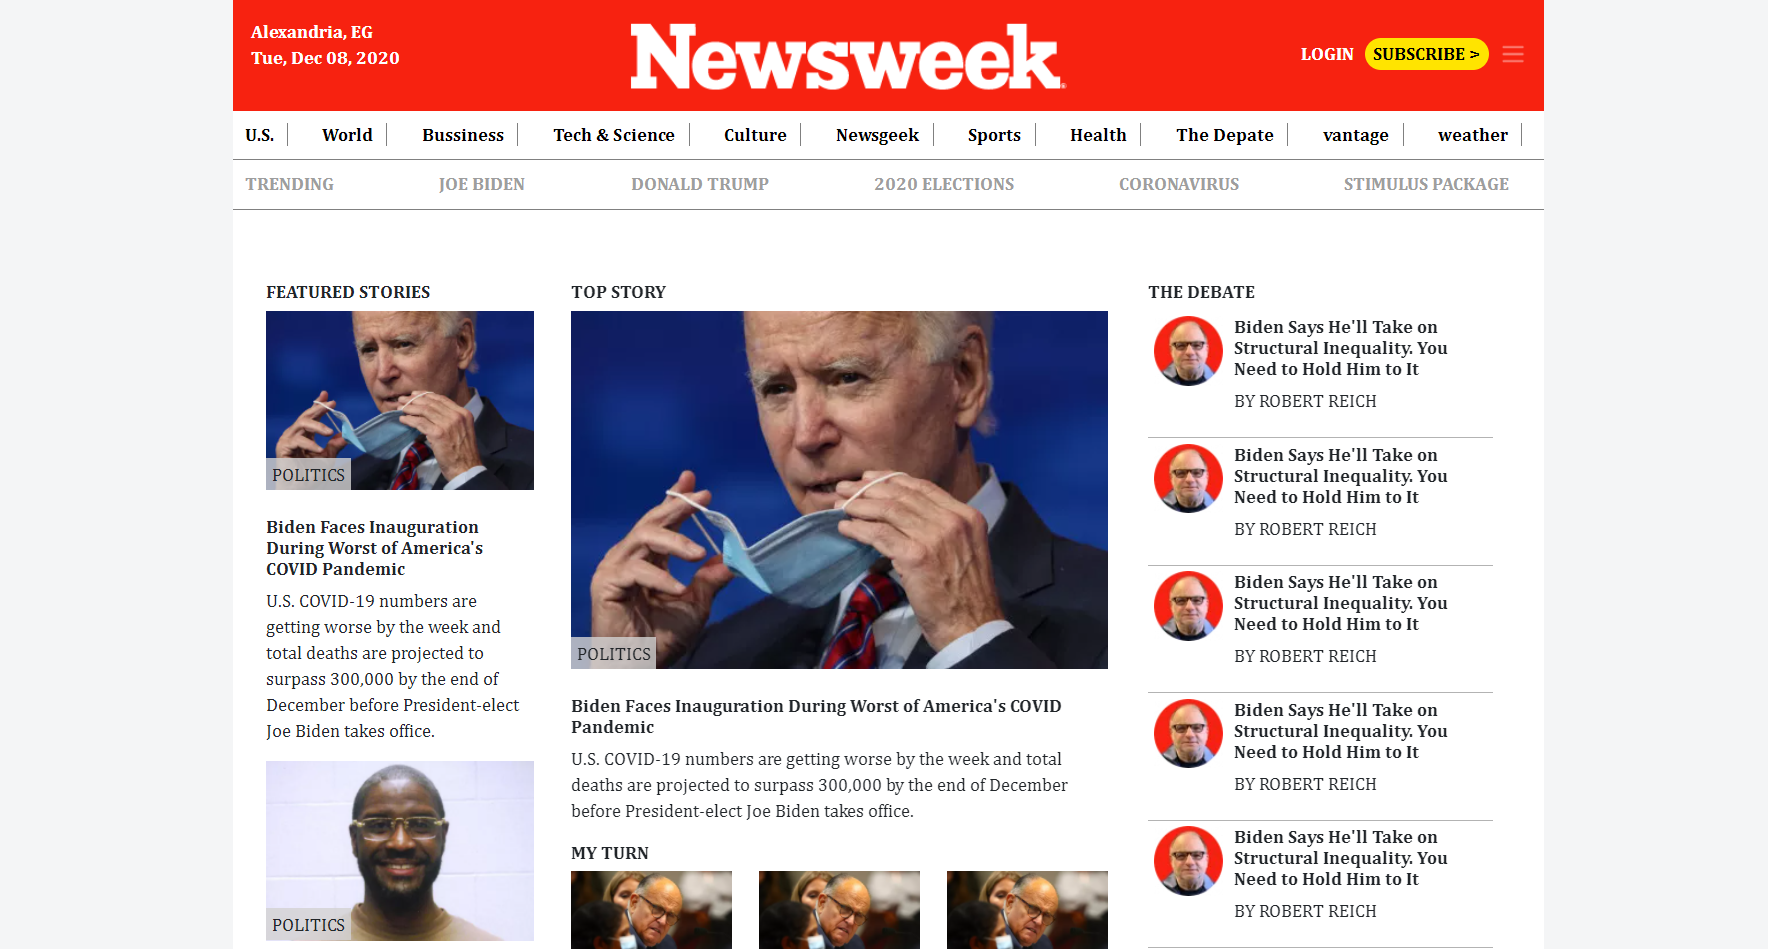 Alexandria, EG
Tue, Dec 08, 2020
Newsweek
LOGIN
SUBSCRIBE >
U.S.
World
Bussiness
Tech & Science
Culture
Newsgeek
Sports
Health
The Depate
vantage
weather
TRENDING
JOE BIDEN
DONALD TRUMP
2020 ELECTIONS
CORONAVIRUS
STIMULUS PACKAGE
FEATURED STORIES
POLITICS
Biden Faces Inauguration
During Worst of America's
COVID Pandemic
U.S. COVID-19 numbers are
getting worse by the week and
total deaths are projected to
surpass 300,000 by the end of
December before President-elect
Joe Biden takes office.
POLITICS
TOP STORY
POLITICS
Biden Faces Inauguration During Worst of America's COVID
Pandemic
U.S. COVID-19 numbers are getting worse by the week and total
deaths are projected to surpass 300,000 by the end of December
before President-elect Joe Biden takes office.
MY TURN
THE DEBATE
Biden Says He'll Take on
Structural Inequality. You
Need to Hold Him to It
BY ROBERT REICH
Biden Says He'll Take on
Structural Inequality. You
Need to Hold Him to It
BY ROBERT REICH
Biden Says He'll Take on
Structural Inequality. You
Need to Hold Him to It
BY ROBERT REICH
Biden Says He'll Take on
Structural Inequality. You
Need to Hold Him to It
BY ROBERT REICH
Biden Says He'll Take on
Structural Inequality. You
Need to Hold Him to It
BY ROBERT REICH